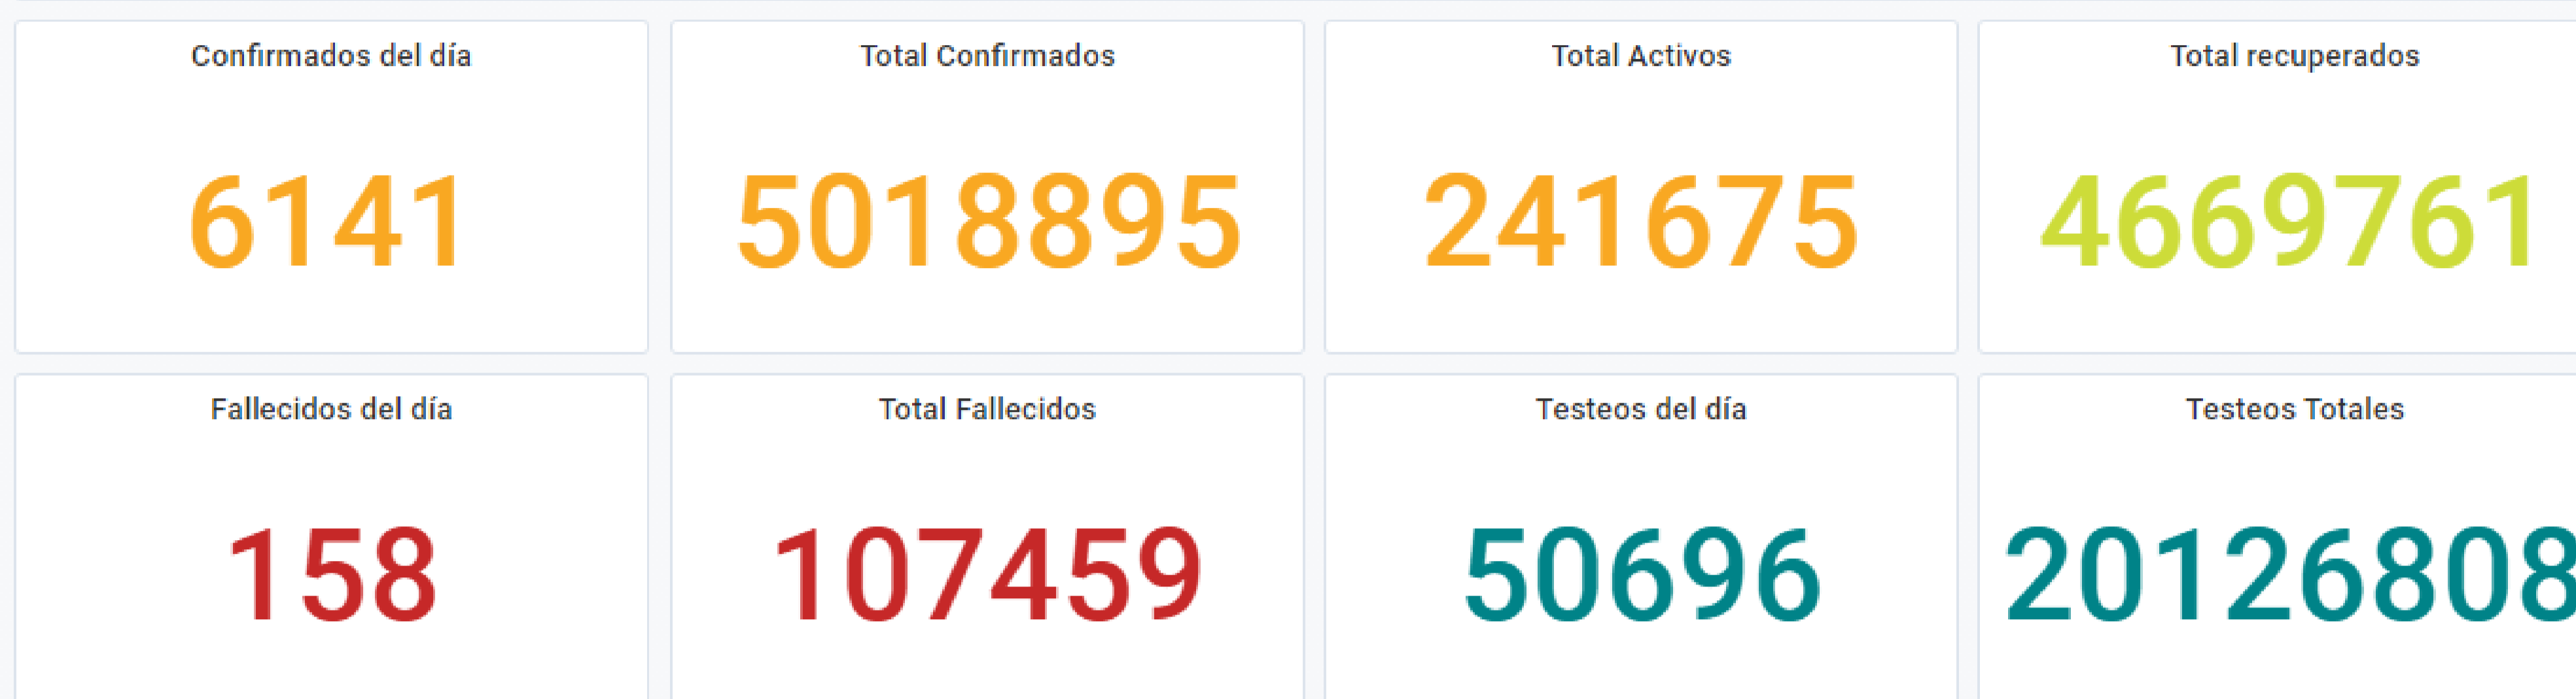 Confirmados del día
Total Confirmados
Total Activos
Total recuperados
6141
5018895
241675
4669761
Fallecidos del día
Total Fallecidos
Testeos del día
Testeos Totales
158
107459
50696
20126808